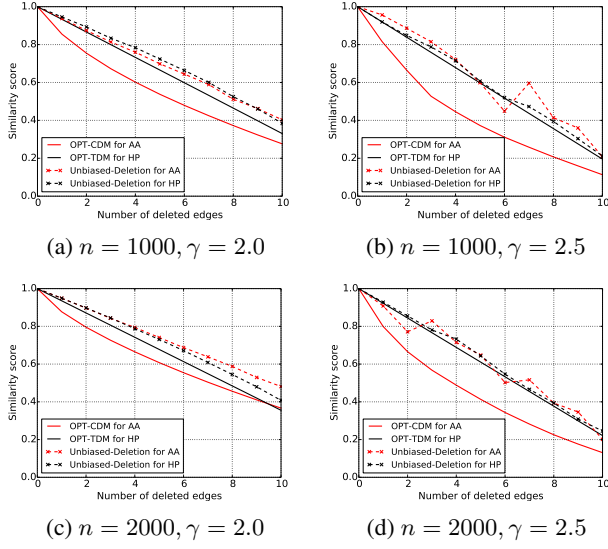 1.0
0.8
0.6
0.4
0.2
0.0
Similarity score
OPT-CDM for AA
OPT-TDM for HP
Unbiased-Deletion for AA
Unbiased-Deletion for HP
0 2 4 6 8 10
Number of deleted edges
(a) n = 1000, γ = 2.0
1.0
0.8
0.6
0.4
0.2
0.0
Similarity score
OPT-CDM for AA
OPT-TDM for HP
Unbiased-Deletion for AA
Unbiased-Deletion for HP
0 2 4 6 8 10
Number of deleted edges
(b) n = 1000, γ = 2.5
1.0
0.8
0.6
0.4
0.2
0.0
Similarity score
OPT-CDM for AA
OPT-TDM for HP
Unbiased-Deletion for AA
Unbiased-Deletion for HP
0 2 4 6 8 10
Number of deleted edges
(c) n = 2000, γ = 2.0
1.0
0.8
0.6
0.4
0.2
0.0
Similarity score
OPT-CDM for AA
OPT-TDM for HP
Unbiased-Deletion for AA
Unbiased-Deletion for HP
0 2 4 6 8 10
Number of deleted edges
(d) n = 2000, γ = 2.5